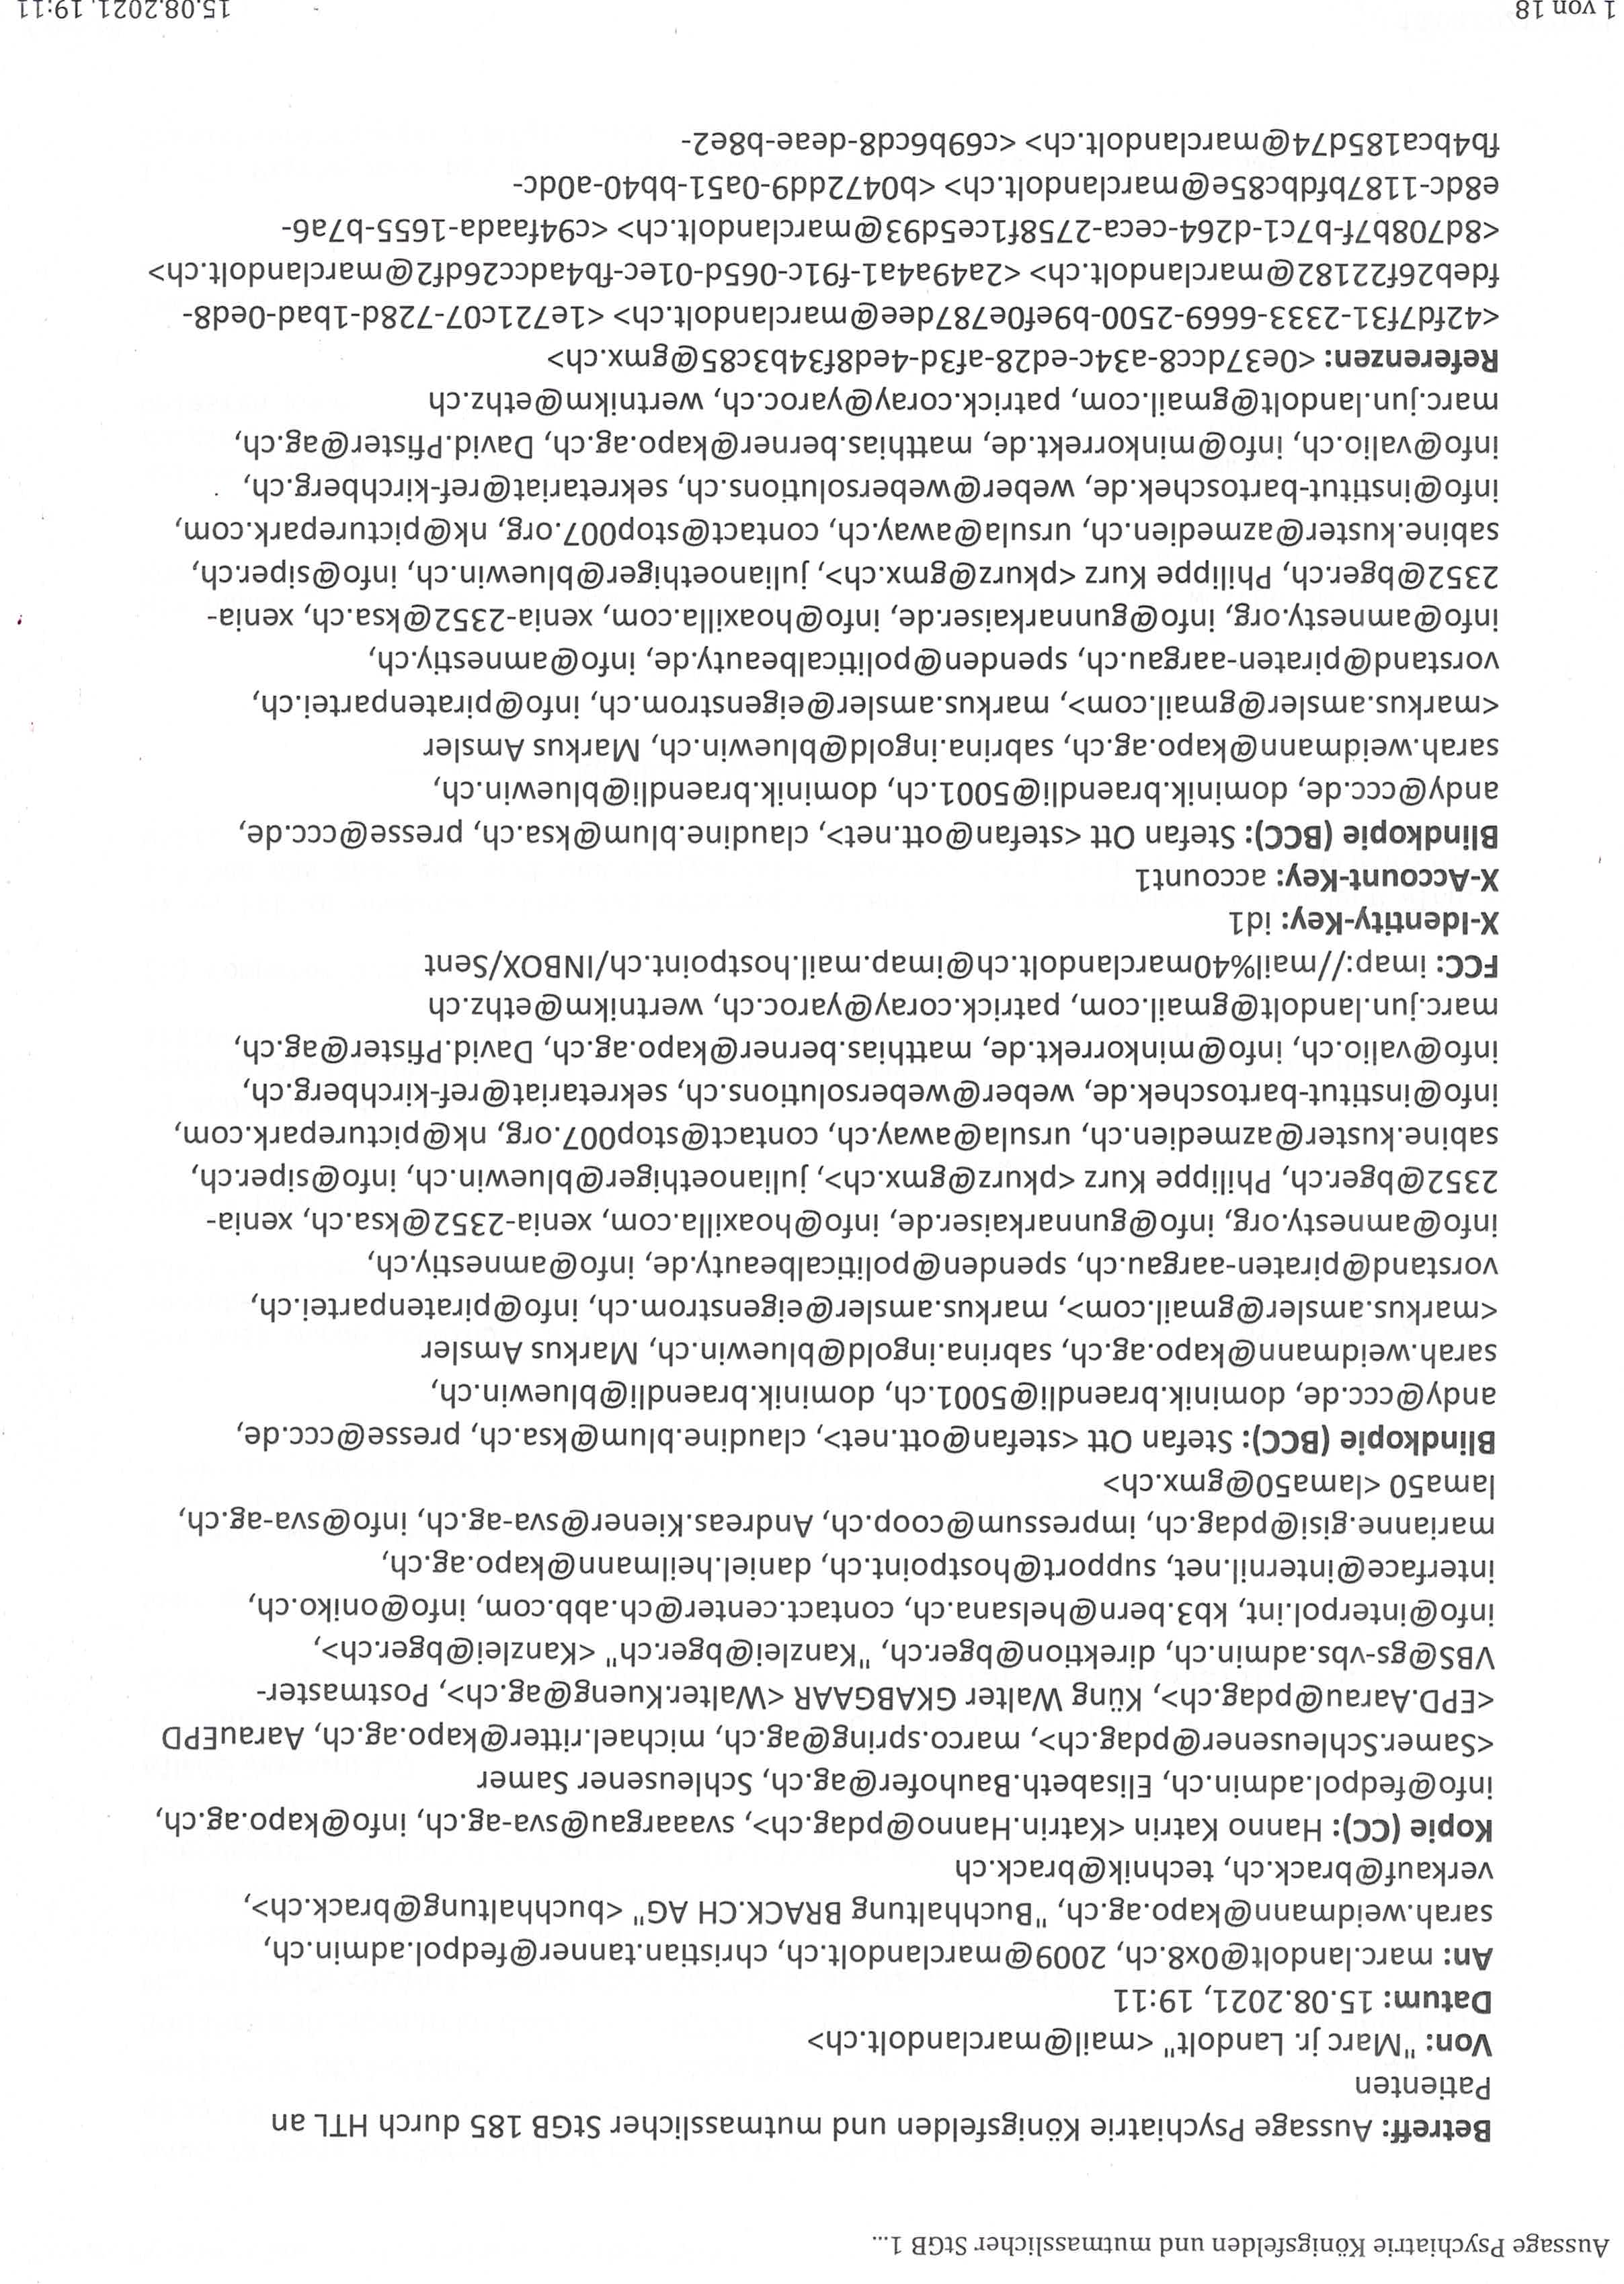 Aussage Psychiatrie Königsfelden und mutmasslicher StGB 1...
Betreff: Aussage Psychiatrie Königsfelden und mutmasslicher StGB 185 durch HTL an
Patienten
Von: "Marc jr. Landolt" <mail@marclandolt.ch>
Datum: 15.08.2021, 19:11
An: marc.landolt@0x8.ch, 2009@marclandolt.ch, christian.tanner@fedpol.admin.ch,
sarah.weidmann@kapo.ag.ch, "Buchhaltung BRACK.CH AG" <buchhaltung@brack.ch>,
verkauf@brack.ch, technik@brack.ch
Kopie (CC): Hanno Katrin <Katrin.Hanno@pdag.ch>, svaaargau@sva-ag.ch, info@kapo.ag.ch,
info@fedpol.admin.ch, Elisabeth.Bauhofer@ag.ch, Schleusener Samer
<Samer.Schleusener@pdag.ch>, marco.spring@ag.ch, michael.ritter@kapo.ag.ch, AarauEPD
<EPD.Aarau@pdag.ch>, Küng Walter GKABGAAR <Walter.Kueng@ag.ch>, Postmaster-
VBS@gs-vbs.admin.ch, direktion@bger.ch, "Kanzlei@bger.ch" <Kanzlei@bger.ch>,
info@interpol.int, kb3.bern@helsana.ch, contact.center@ch.abb.com, info@oniko.ch,
interface@internil.net, support@hostpoint.ch, daniel.heilmann@kapo.ag.ch,
marianne.gisi@pdag.ch, impressum@coop.ch, Andreas.Kiener@sva-ag.ch, info@sva-ag.ch,
lama50 <lama50@gmx.ch>
Blindkopie (BCC): Stefan Ott <stefan@ott.net>, claudine.blum@ksa.ch, presse@ccc.de,
andy@ccc.de, dominik.braendli@5001.ch, dominik.braendli@bluewin.ch,
sarah.weidmann@kapo.ag.ch, sabrina.ingold@bluewin.ch, Markus Amsler
<markus.amsler@gmail.com>, markus.amsler@eigenstrom.ch, info@piratenpartei.ch,
vorstand@piraten-aargau.ch, spenden@politicalbeauty.de, info@amnestiy.ch,
info@amnesty.org, info@gunnarkaiser.de, info@hoaxilla.com, xenia-2352@ksa.ch, xenia-
2352@bger.ch, Philippe Kurz <pkurz@gmx.ch>, julianoethiger@bluewin.ch, info@siper.ch,
sabine.kuster@azmedien.ch, ursula@away.ch, contact@stop007.org, nk@picturepark.com,
info@institut-bartoschek.de, weber@webersolutions.ch, sekretariat@ref-kirchberg.ch,
info@valio.ch, info@minkorrekt.de, matthias.berner@kapo.ag.ch, David.Pfister@ag.ch,
marc.jun.landolt@gmail.com, patrick.coray@yaroc.ch, wertnikm@ethz.ch
FCC: imap://mail%40marclandolt.ch@imap.mail.hostpoint.ch/INBOX/Sent
X-Identity-Key: id1
X-Account-Key: account1
Blindkopie (BCC): Stefan Ott <stefan@ott.net>, claudine.blum@ksa.ch, presse@ccc.de,
andy@ccc.de, dominik.braendli@5001.ch, dominik.braendli@bluewin.ch,
sarah.weidmann@kapo.ag.ch, sabrina.ingold@bluewin.ch, Markus Amsler
<markus.amsler@gmail.com>, markus.amsler@eigenstrom.ch, info@piratenpartei.ch,
vorstand@piraten-aargau.ch, spenden@politicalbeauty.de, info@amnestiy.ch,
info@amnesty.org, info@gunnarkaiser.de, info@hoaxilla.com, xenia-2352@ksa.ch, xenia-
2352@bger.ch, Philippe Kurz <pkurz@gmx.ch>, julianoethiger@bluewin.ch, info@siper.ch,
sabine.kuster@azmedien.ch, ursula@away.ch, contact@stop007.org, nk@picturepark.com,
info@institut-bartoschek.de, weber@webersolutions.ch, sekretariat@ref-kirchberg.ch,
info@valio.ch, info@minkorrekt.de, matthias.berner@kapo.ag.ch, David.Pfister@ag.ch,
marc.jun.landolt@gmail.com, patrick.coray@yaroc.ch, wertnikm@ethz.ch
Referenzen: <0e37dcc8-a34c-ed28-af3d-4ed8f34b3c85@gmx.ch>
<42fd7f31-2333-6669-2500-b9ef0e787dee@marclandolt.ch> <1e721c07-728d-1bad-0ed8-
fdeb26f22182@marclandolt.ch> <2a49a4a1-f91c-065d-01ec-fb4adcc26df2@marclandolt.ch>
<8d708b7f-b7c1-d264-ceca-2758f1ce5d93@marclandolt.ch> <c94faada-1655-b7a6-
e8dc-1187bfdbc85e@marclandolt.ch> <b0472dd9-0a51-bb40-a0dc-
fb4bca185d74@marclandolt.ch> <c69b6cd8-deae-b8e2-
1 von 18
15.08.2021, 19:11